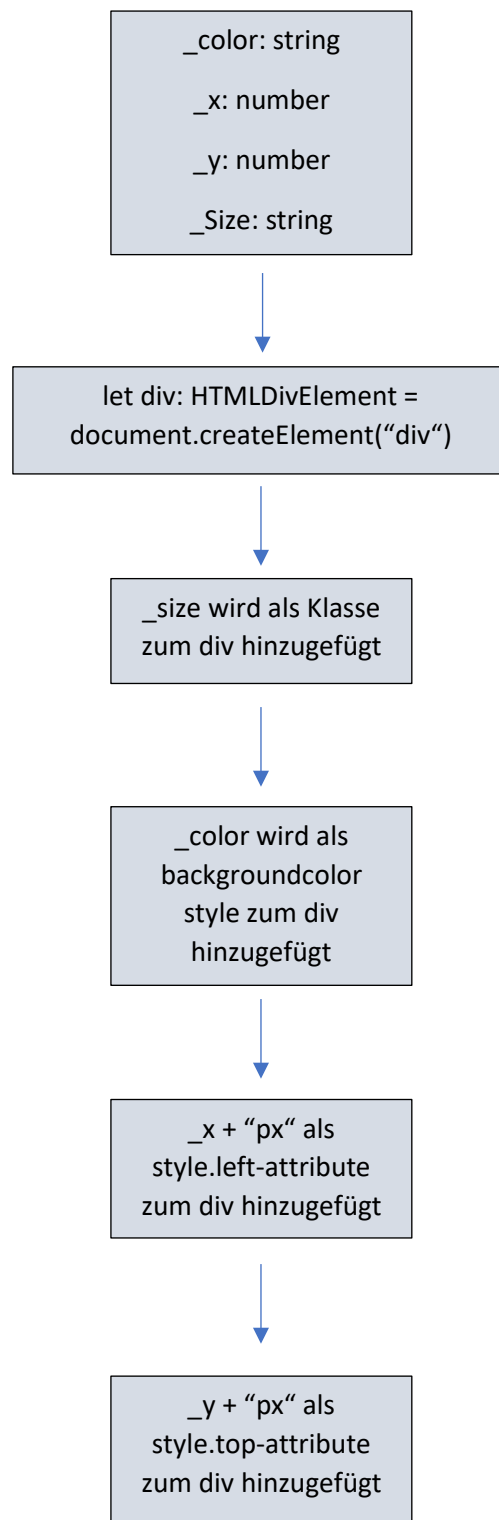 _color: string
_x: number
_y: number
_Size: string
let div: HTMLDivElement =
document.createElement(“div“)
_size wird als Klasse
zum div hinzugefügt
_color wird als
backgroundcolor
style zum div
hinzugefügt
_x + “px“ als
style.left-attribute
zum div hinzugefügt
_y + “px“ als
style.top-attribute
zum div hinzugefügt